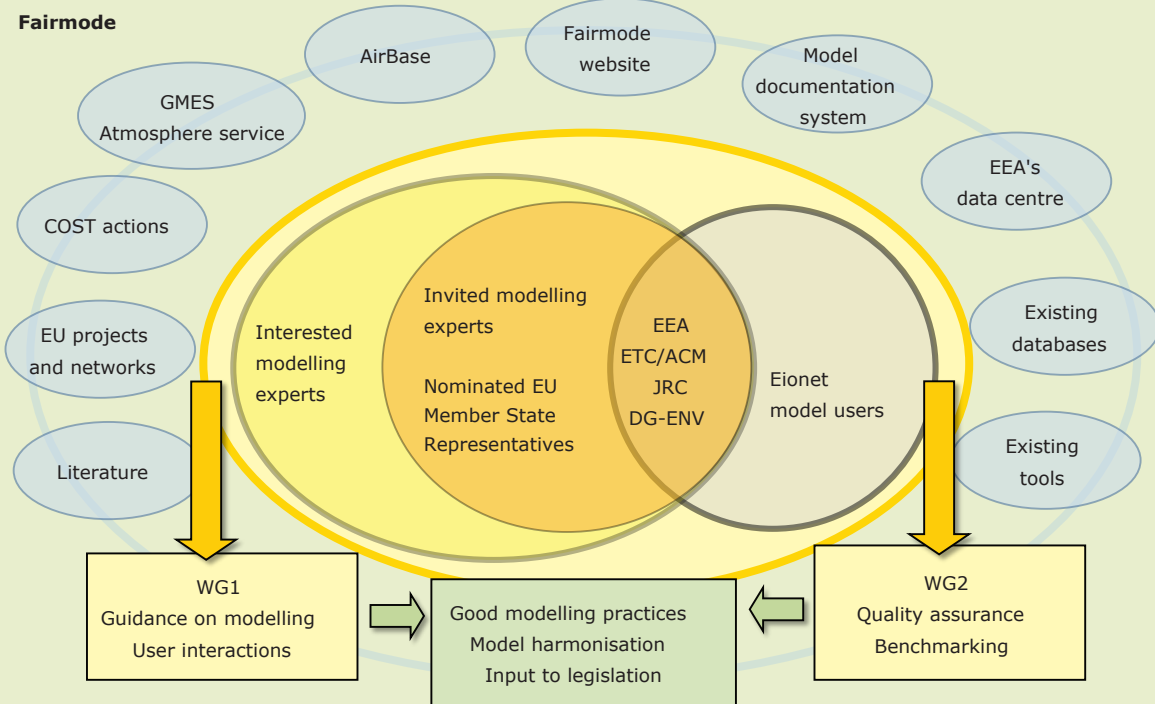 Fairmode
AirBase
Fairmode
website
Model
documentation
system
GMES
Atmosphere service
EEA's
data centre
COST actions
Existing
databases
EU projects
and networks
Existing
tools
Literature
Interested
modelling
experts
Invited modelling
experts
Nominated EU
Member State
Representatives
EEA
ETC/ACM
JRC
DG-ENV
Eionet
model users
WG1
Guidance on modelling
User interactions
Good modelling practices
Model harmonisation
Input to legislation
WG2
Quality assurance
Benchmarking